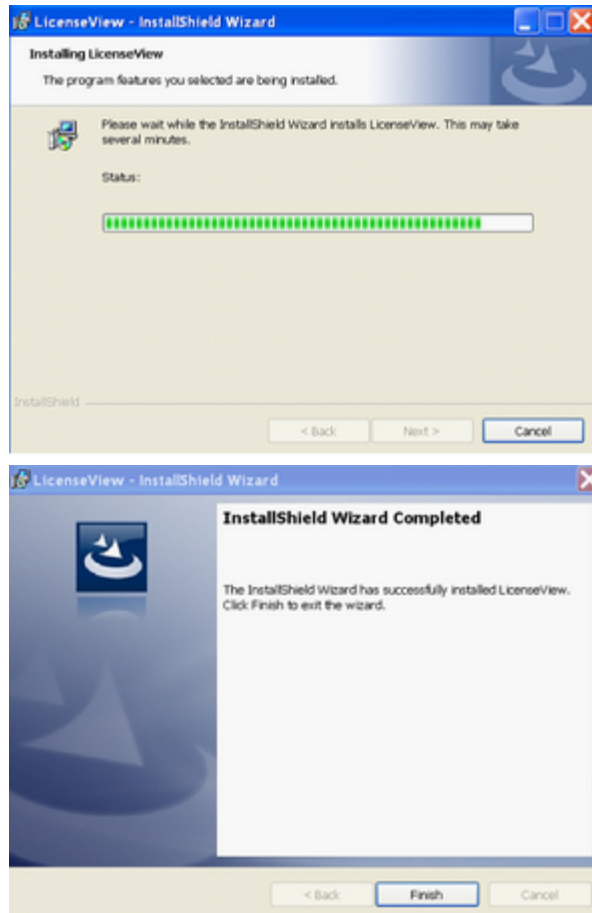 LicenseView - InstallShield Wizard
Installing LicenseView
The program features you selected are being installed.
Please wait while the InstallShield Wizard installs LicenseView. This may take
several minutes.
Status:
InstallShield
< Back Next > Cancel
LicenseView - InstallShield Wizard
InstallShield Wizard Completed
The InstallShield Wizard has successfully installed LicenseView.
Click Finish to exit the wizard.
< Back Finish Cancel